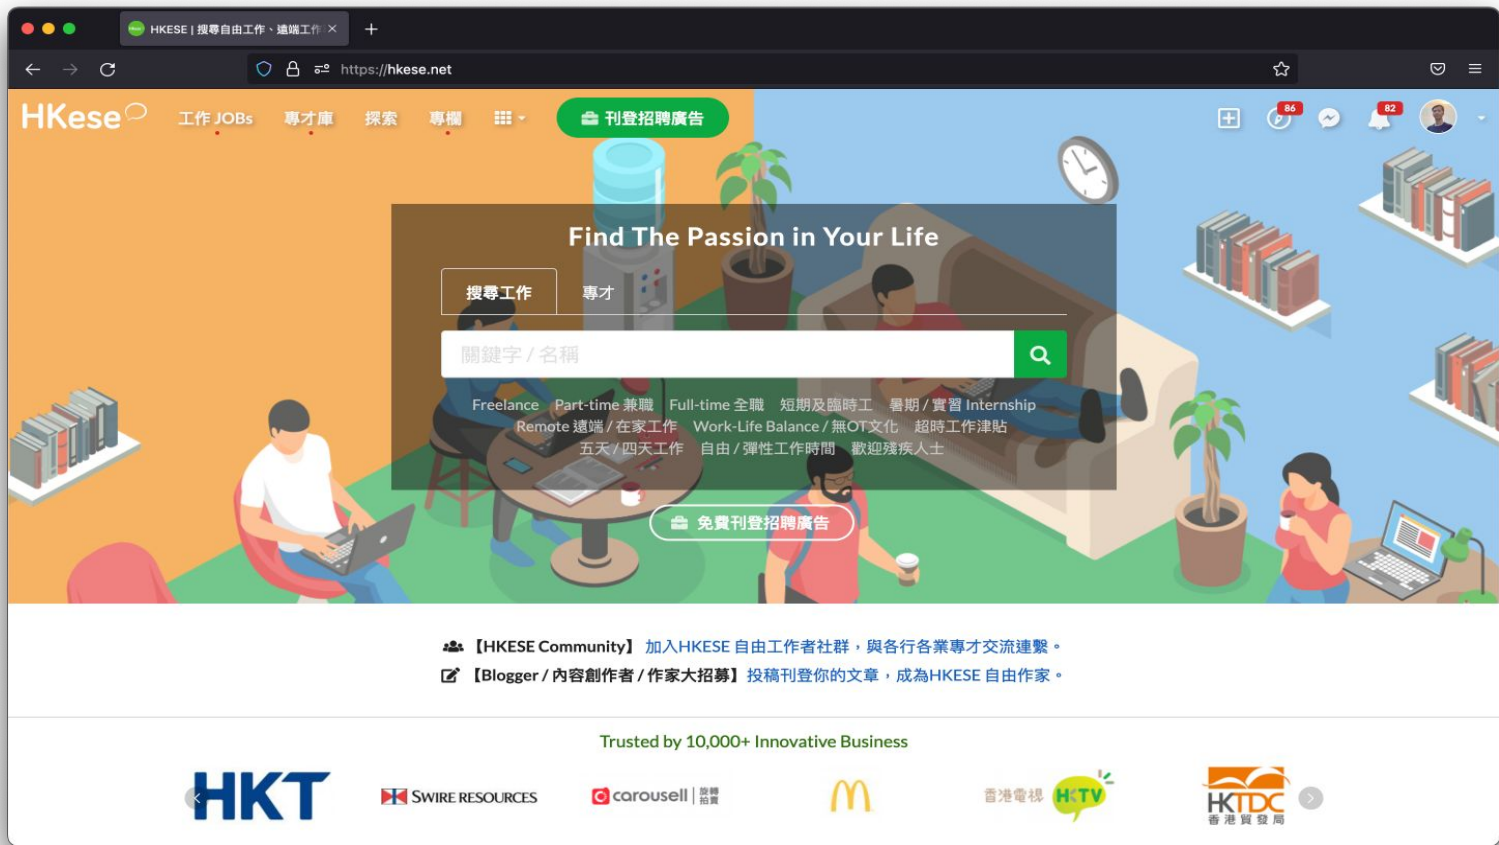 HKESE | 搜尋自由工作、遠端工作
https://hkese.net
HKese
工作 JOBs 專才庫 探索 專欄 刊登招聘廣告 86 82
Find The Passion in Your Life
搜尋工作 專才
關鍵字 / 名稱
Freelance Part-time 兼職 Full-time 全職 短期及臨時工 暑期 / 實習 Internship
Remote 遠端 / 在家工作 Work-Life Balance / 無OT文化 超時工作津貼
五天 / 四天工作 自由 / 彈性工作時間 歡迎殘疾人士
免費刊登招聘廣告
【HKESE Community】 加入HKESE 自由工作者社群，與各行各業專才交流連繫。
【Blogger / 內容創作者 / 作家大招募】 投稿刊登你的文章，成為HKESE 自由作家。
Trusted by 10,000+ Innovative Business
HKT
SWIRE RESOURCES
carousell | 旋轉拍賣
香港電視 HKTV
HKTDC
香港貿發局